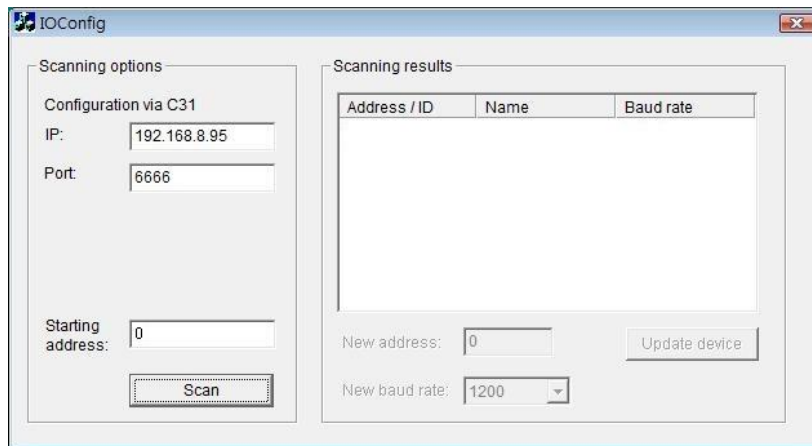 IOConfig
Scanning options
Configuration via C31
IP: 192.168.8.95
Port: 6666
Starting
address: 0
Scan
Scanning results
Address / ID Name Baud rate
New address: 0 Update device
New baud rate: 1200